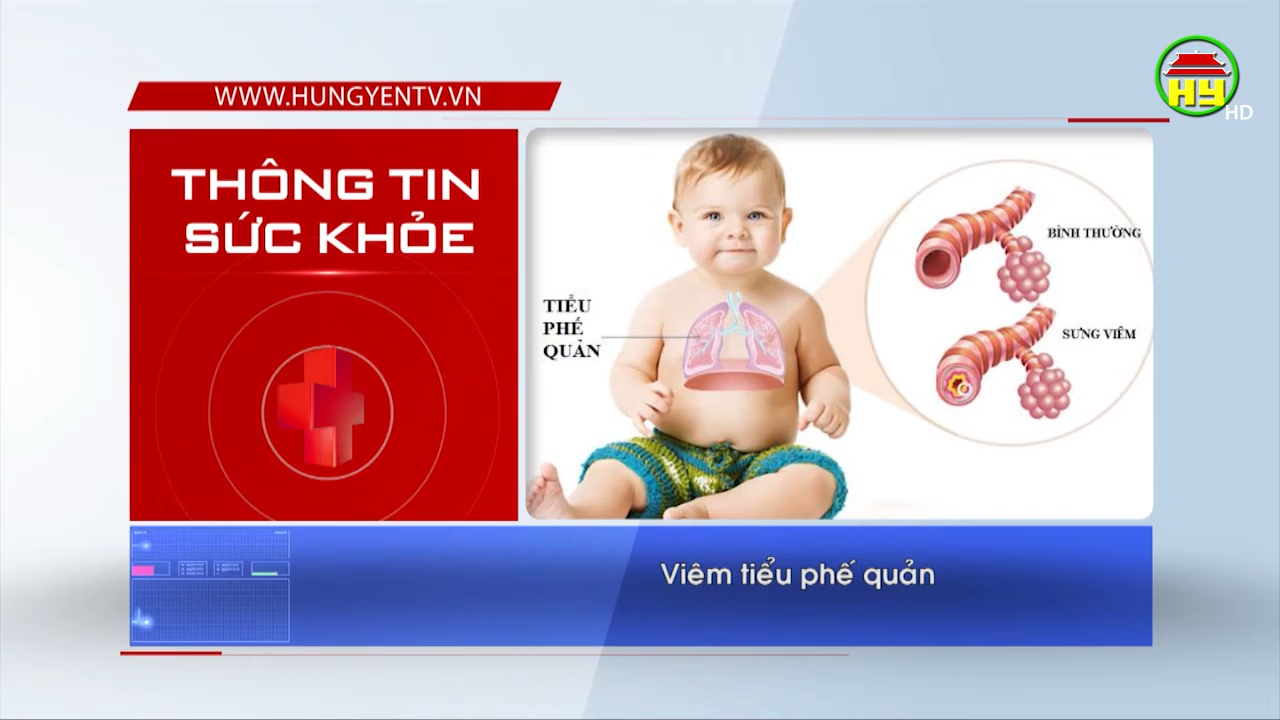 WWW.HUNGYENTV.VN
HY
HD
THÔNG TIN
SỨC KHỎE
TIỂU
PHẾ
QUẢN
BÌNH THƯỜNG
SƯNG VIÊM
Viêm tiểu phế quản